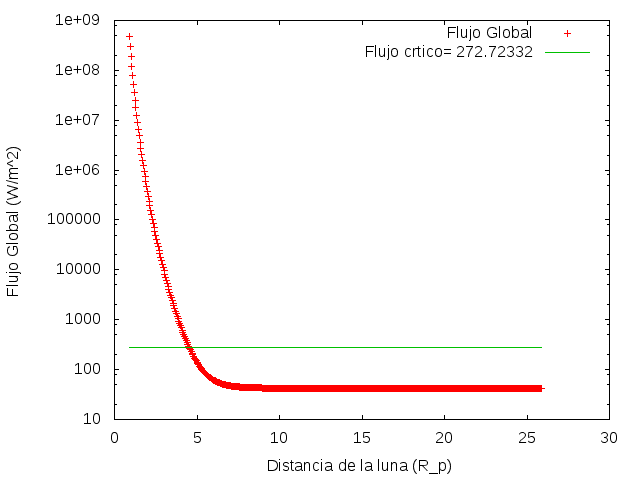 Flujo Global
Flujo crtico= 272.72332
1e+09
1e+08
1e+07
1e+06
100000
10000
1000
100
10
0 5 10 15 20 25 30
Flujo Global (W/m^2)
Distancia de la luna (R_p)